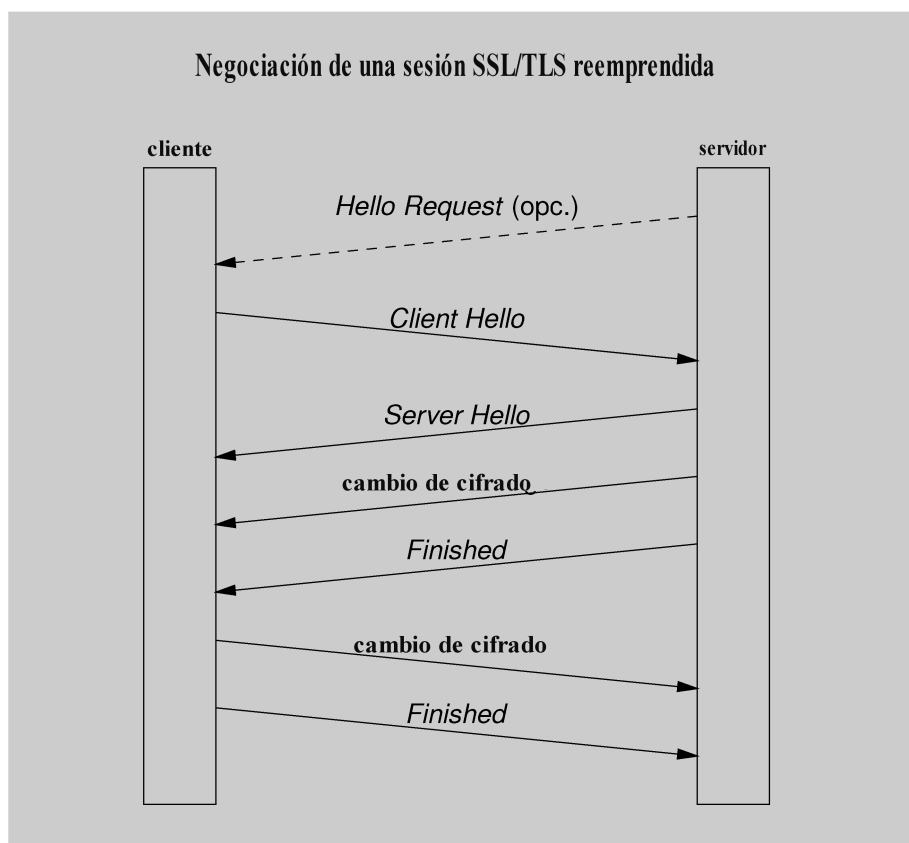 Negociación de una sesión SSL/TLS reemprendida
cliente
servidor
Hello Request (opc.)
Client Hello
Server Hello
cambio de cifrado
Finished
cambio de cifrado
Finished